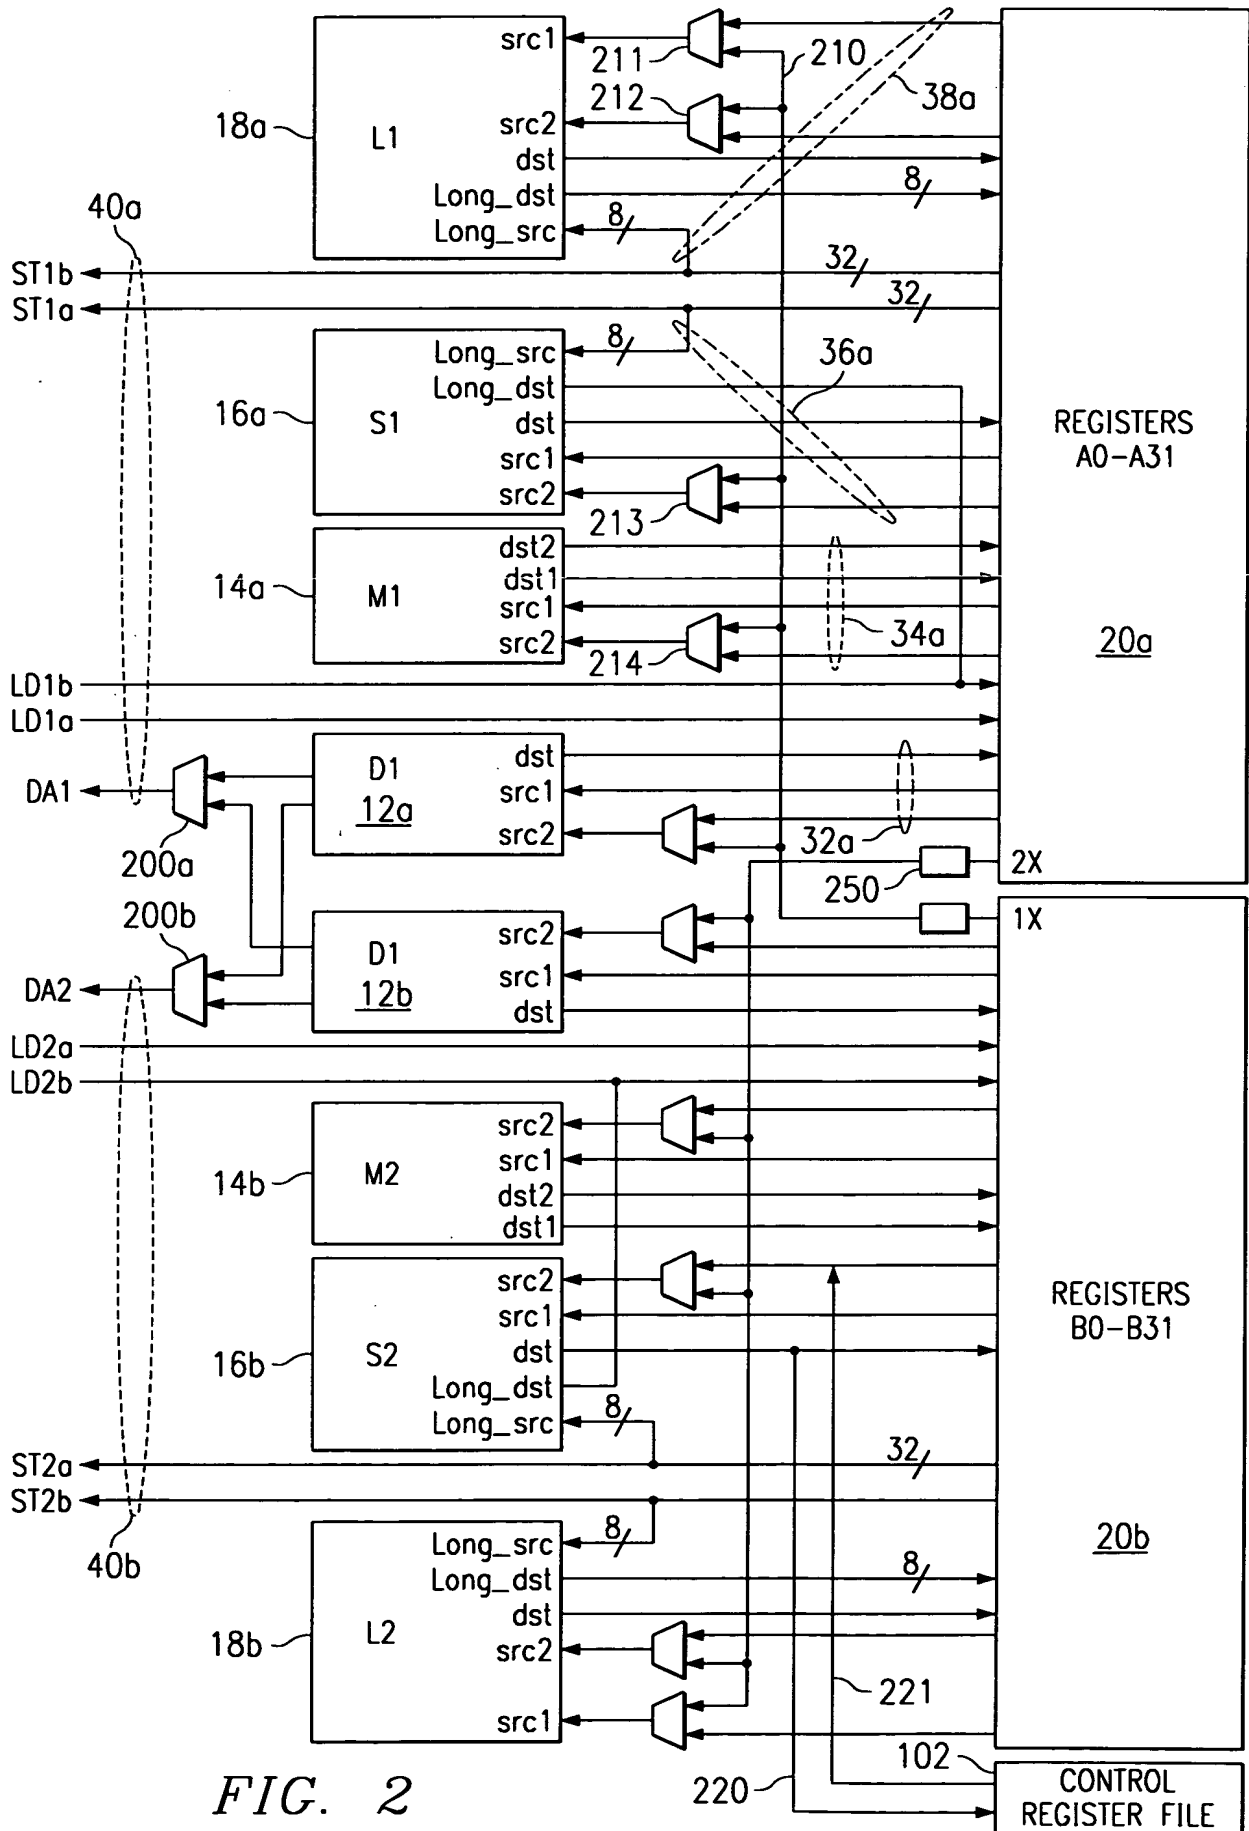 src1
211
210
38a
18a
L1
212
src2
dst
Long_dst
8
Long_src
8
40a
ST1b
32
ST1a
32
8
Long_src
36a
Long_dst
16a
S1
dst
REGISTERS
A0-A31
src1
src2
213
dst2
14a
M1
dst1
src1
34a
src2
214
20a
LD1b
LD1a
dst
D1
DA1
src1
12a
src2
32a
200a
250
2X
200b
1X
src2
D1
src1
DA2
12b
dst
LD2a
LD2b
src2
src1
14b
M2
dst2
dst1
src2
REGISTERS
B0-B31
src1
16b
S2
dst
Long_dst
8
Long_src
ST2a
32
ST2b
8
Long_src
20b
40b
Long_dst
8
dst
18b
L2
src2
221
src1
102
220
CONTROL
REGISTER FILE
FIG. 2